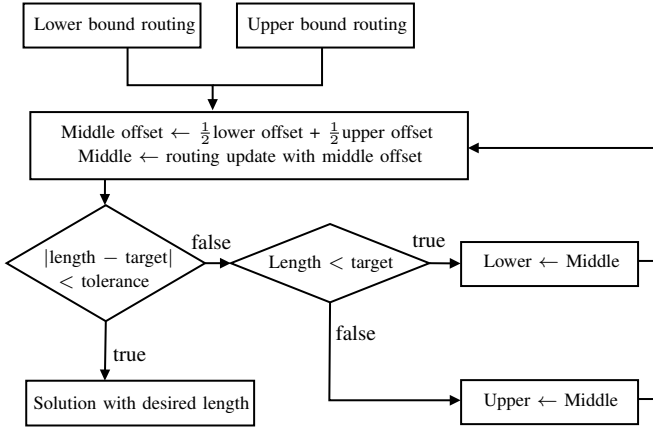 Lower bound routing
Upper bound routing
Middle offset ← ½lower offset + ½upper offset
Middle ← routing update with middle offset
|length − target|
< tolerance
false
Length < target
true
Lower ← Middle
true
false
Solution with desired length
Upper ← Middle